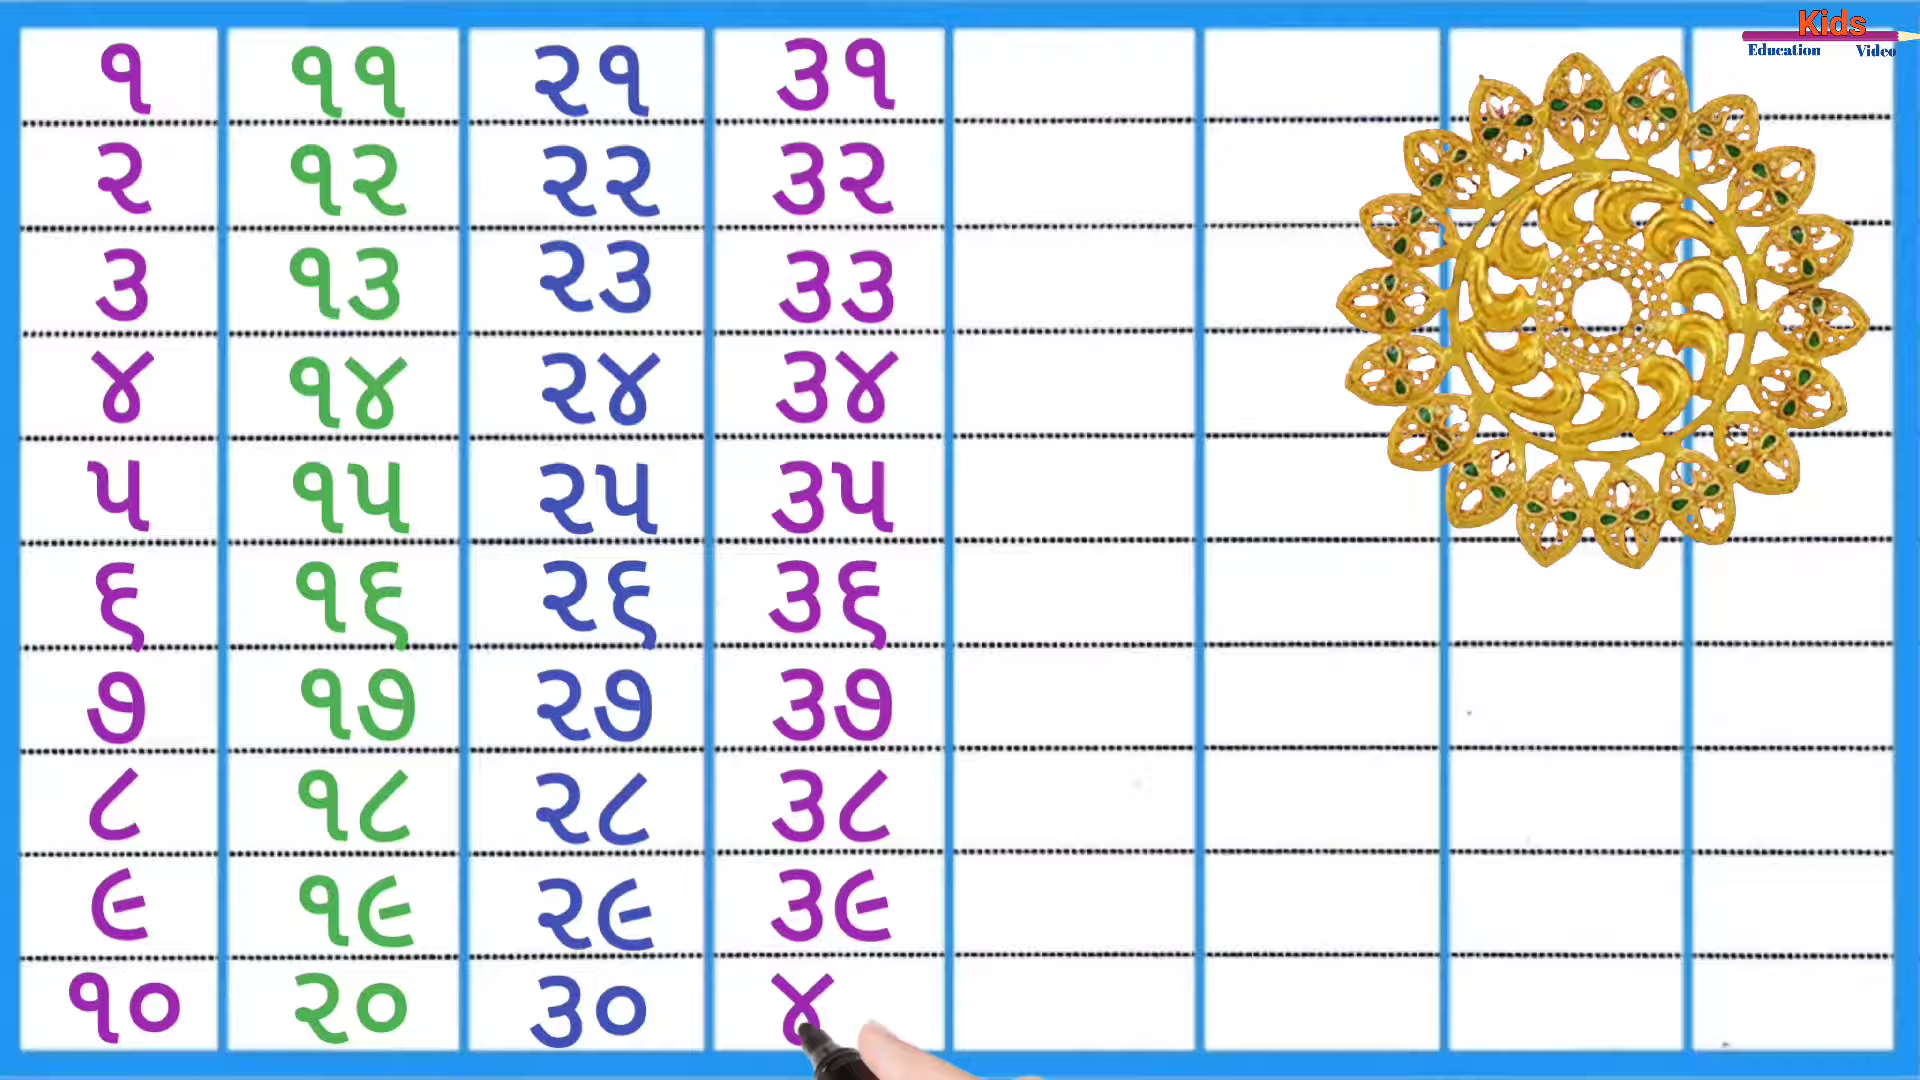 Kids
Education Video
૧ ૧૧ ૨૧ ૩૧
૨ ૧૨ ૨૨ ૩૨
૩ ૧૩ ૨૩ ૩૩
૪ ૧૪ ૨૪ ૩૪
૫ ૧૫ ૨૫ ૩૫
૬ ૧૬ ૨૬ ૩૬
૭ ૧૭ ૨૭ ૩૭
૮ ૧૮ ૨૮ ૩૮
૯ ૧૯ ૨૯ ૩૯
૧૦ ૨૦ ૩૦ ૪